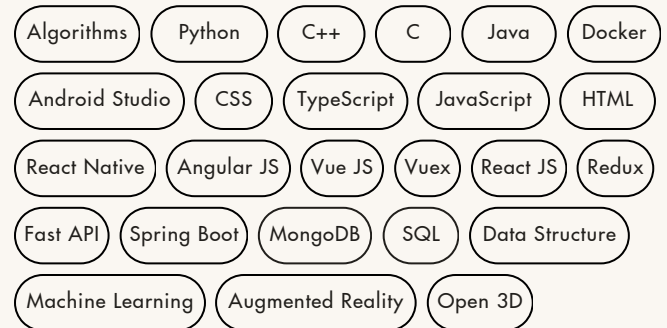 Algorithms Python C++ C Java Docker
Android Studio CSS TypeScript JavaScript HTML
React Native Angular JS Vue JS Vuex React JS Redux
Fast API Spring Boot MongoDB SQL Data Structure
Machine Learning Augmented Reality Open 3D